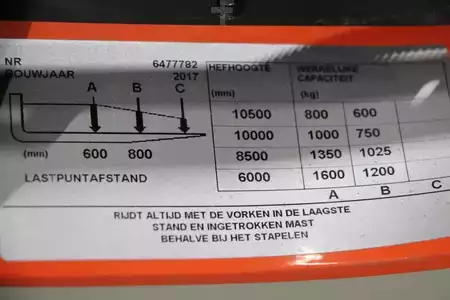 NR 6477782
BOUWJAAR 2017
A B C
(mm) 600 800
LASTPUNTAFSTAND
HEFHOOGTE WERKELIJKE
CAPACITEIT
(mm) (kg)
10500 800 600
10000 1000 750
8500 1350 1025
6000 1600 1200
A B C
RIJDT ALTIJD MET DE VORKEN IN DE LAAGSTE
STAND EN INGETROKKEN MAST
BEHALVE BIJ HET STAPELEN